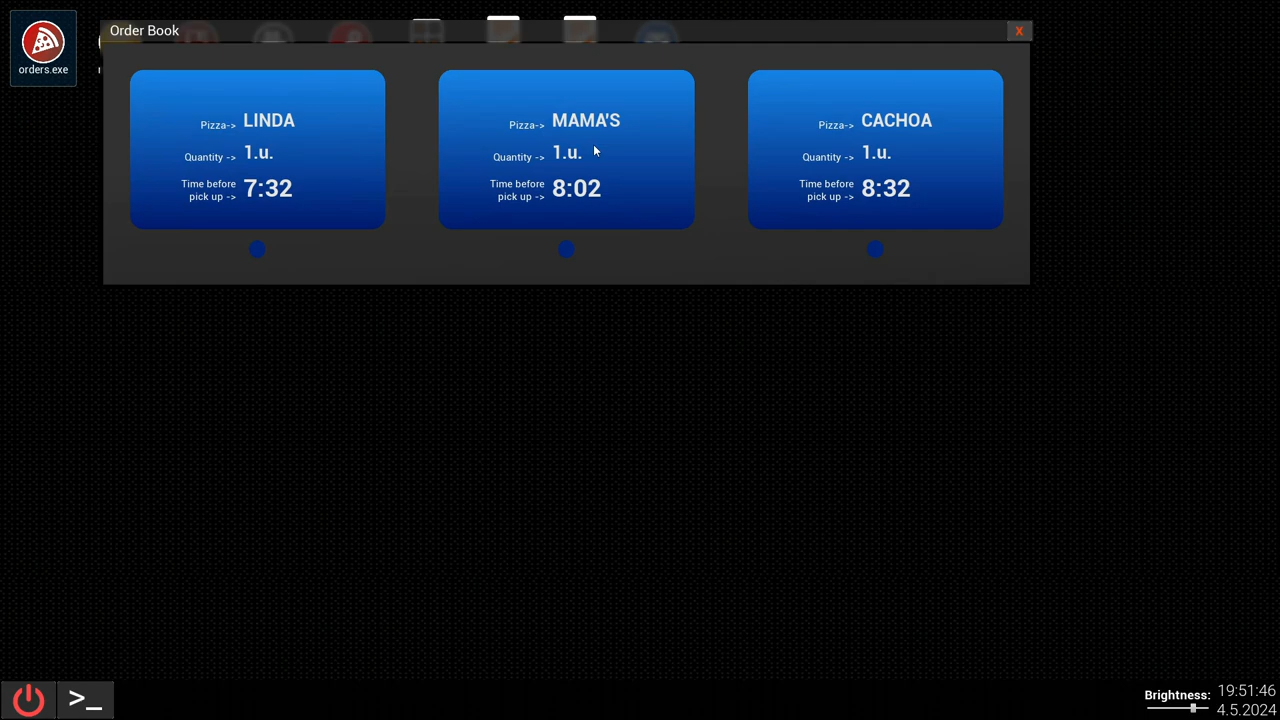 Order Book
x
orders.exe
Pizza-> LINDA
Quantity -> 1.u.
Time before
pick up -> 7:32
Pizza-> MAMA'S
Quantity -> 1.u.
Time before
pick up -> 8:02
Pizza-> CACHOA
Quantity -> 1.u.
Time before
pick up -> 8:32
>_
Brightness:
19:51:46
4.5.2024